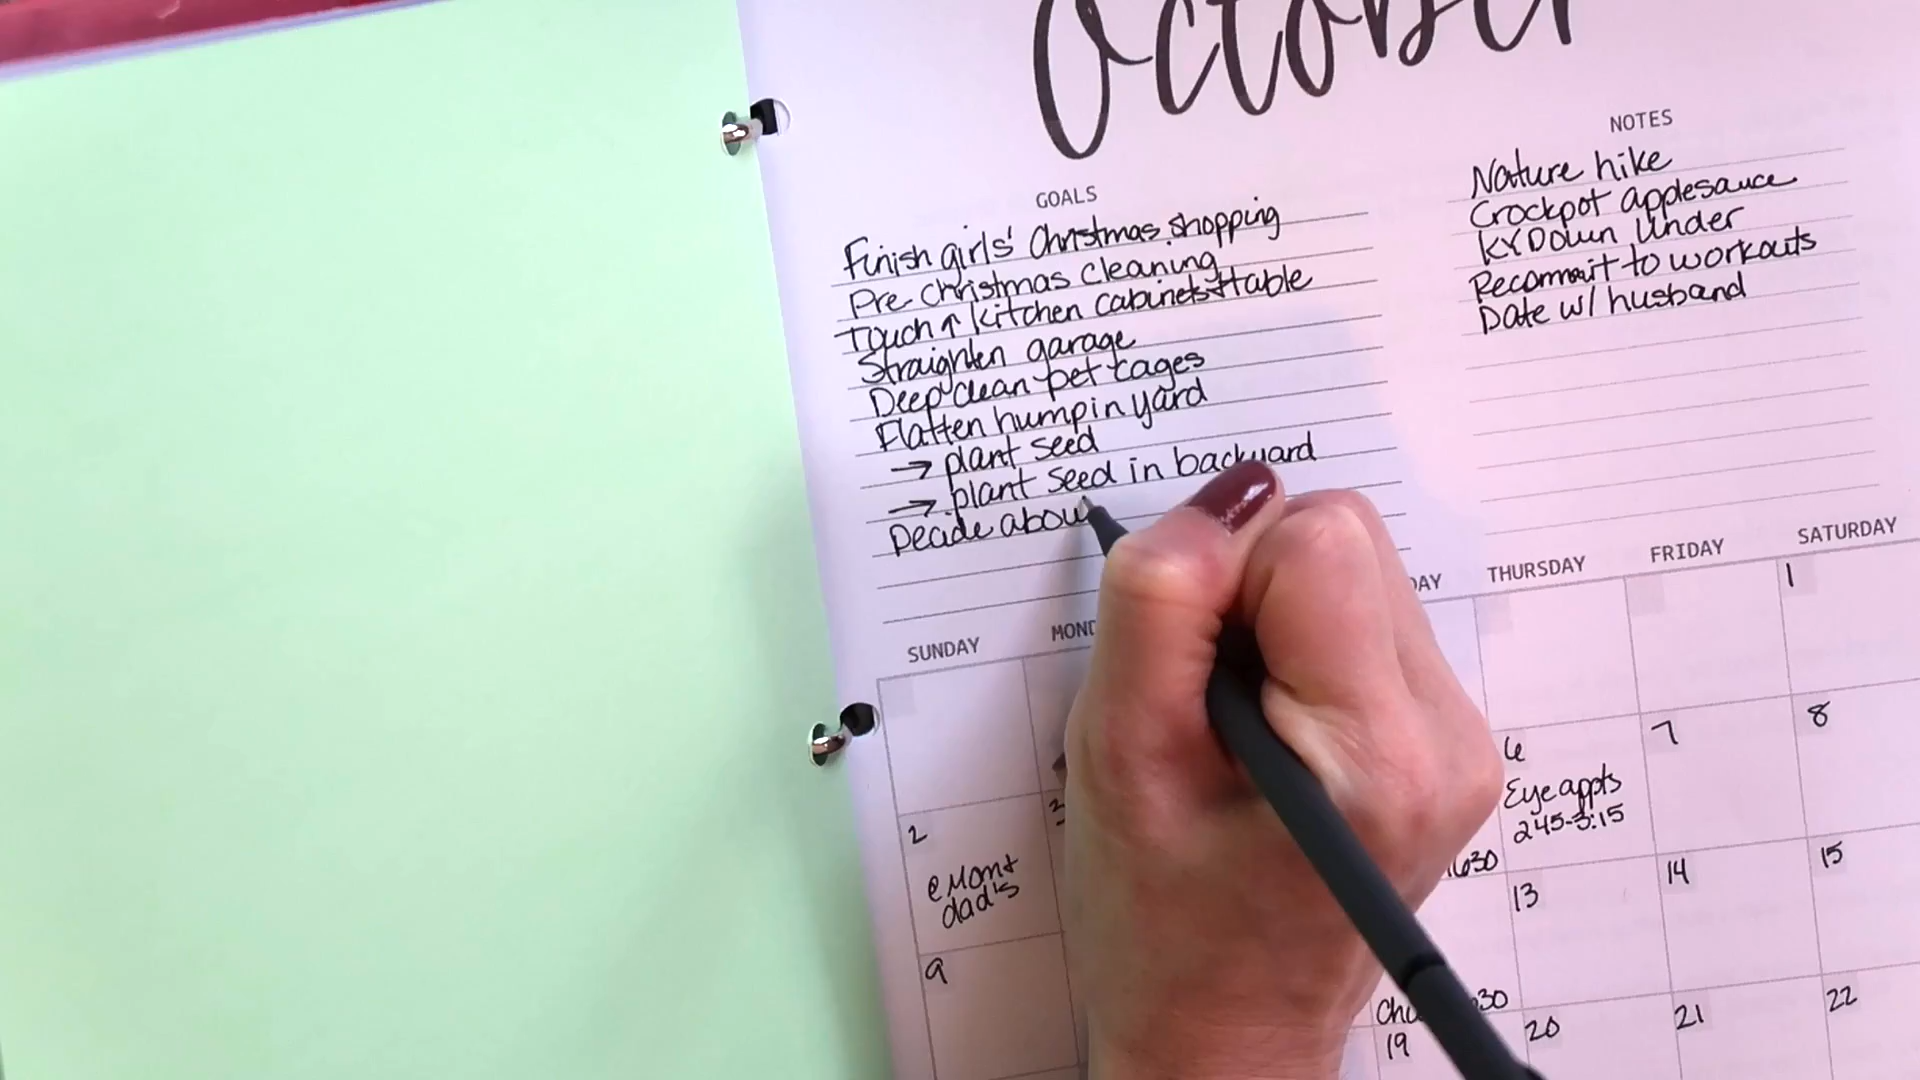 October
GOALS
Finish girls' Christmas shopping
Pre-Christmas cleaning
Touch ↑ kitchen cabinets + table
Straighten garage
Deep clean pet cages
Flatten hump in yard
→ plant seed
→ plant seed in backyard
Decide abou
NOTES
Nature hike
Crockpot applesauce
KY Down Under
Recommit to workouts
Date w/ husband
SUNDAY
THURSDAY FRIDAY SATURDAY
1
2
@ Mom + dad's
6
Eye appts
245-3:15
7
8
9
13
14
15
19
20
21
22